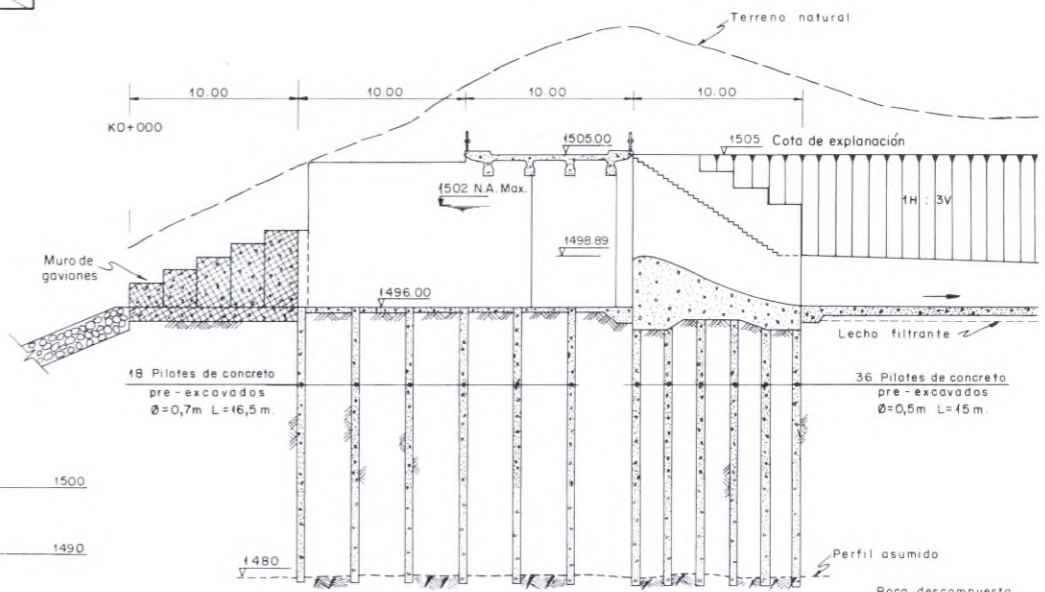 Terreno natural
10.00 10.00 10.00 10.00
K0+000
1505.00
1505 Cota de explanación
1502 N.A. Max.
1H : 3V
Muro de
gaviones
1498.89
1496.00
Lecho filtrante
18 Pilotes de concreto
pre-excavados
Ø=0,7m L=16,5 m.
36 Pilotes de concreto
pre-excavados
Ø=0,5m L=15 m.
1500
1490
1480
Perfil asumido
Roca descompuesta